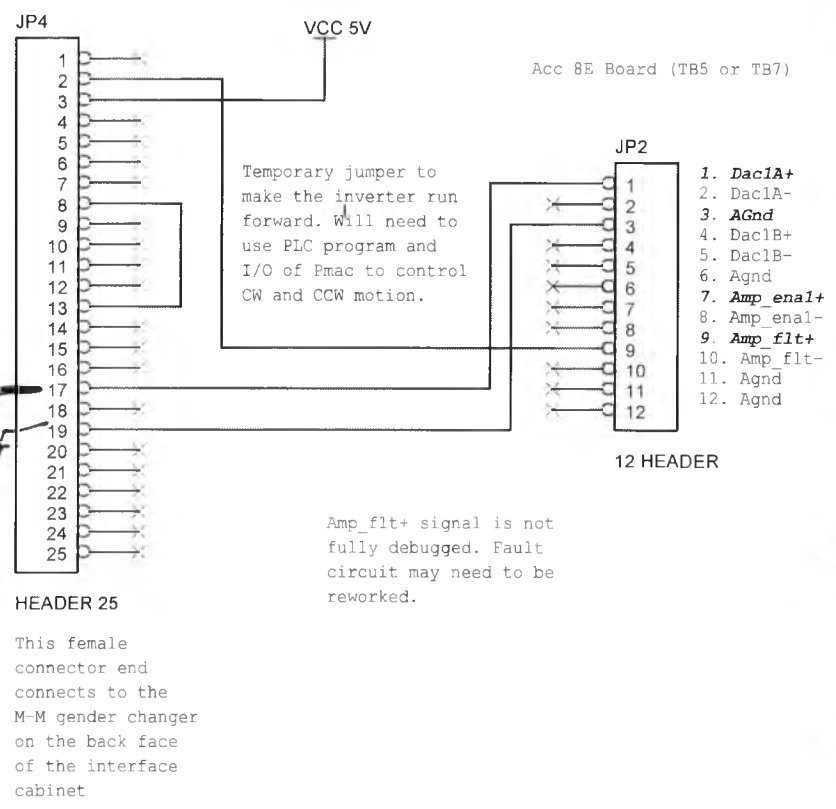 JP4
VCC 5V
Acc 8E Board (TB5 or TB7)
1
2
3
4
5
6
7
8
9
10
11
12
13
14
15
16
17
18
19
20
21
22
23
24
25
HEADER 25
This female
connector end
connects to the
M-M gender changer
on the back face
of the interface
cabinet
Temporary jumper to
make the inverter run
forward. Will need to
use PLC program and
I/O of Pmac to control
CW and CCW motion.
Amp_flt+ signal is not
fully debugged. Fault
circuit may need to be
reworked.
JP2
1
2
3
4
5
6
7
8
9
10
11
12
12 HEADER
1. Dac1A+
2. Dac1A-
3. AGnd
4. Dac1B+
5. Dac1B-
6. Agnd
7. Amp_ena1+
8. Amp_ena1-
9. Amp_flt+
10. Amp_flt-
11. Agnd
12. Agnd